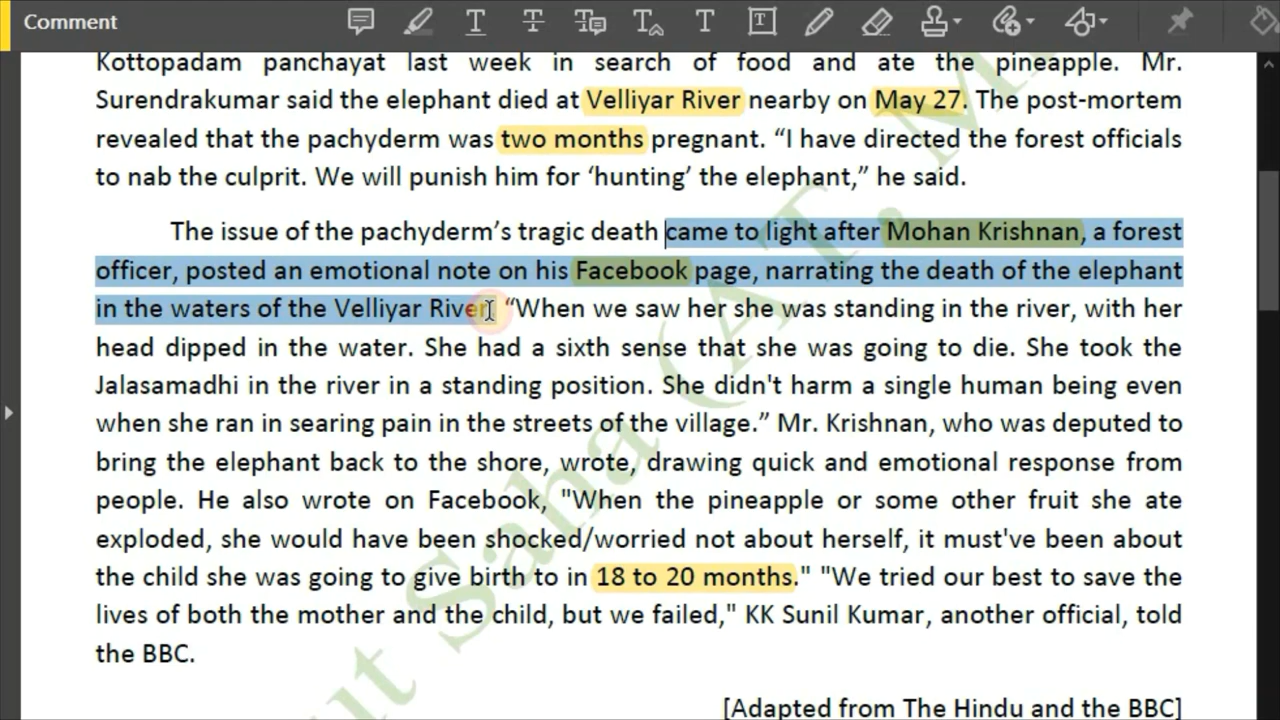 Comment
Kottopadam panchayat last week in search of food and ate the pineapple. Mr.
Surendrakumar said the elephant died at Velliyar River nearby on May 27. The post-mortem
revealed that the pachyderm was two months pregnant. “I have directed the forest officials
to nab the culprit. We will punish him for ‘hunting’ the elephant,” he said.
The issue of the pachyderm’s tragic death came to light after Mohan Krishnan, a forest
officer, posted an emotional note on his Facebook page, narrating the death of the elephant
in the waters of the Velliyar River. “When we saw her she was standing in the river, with her
head dipped in the water. She had a sixth sense that she was going to die. She took the
Jalasamadhi in the river in a standing position. She didn't harm a single human being even
when she ran in searing pain in the streets of the village.” Mr. Krishnan, who was deputed to
bring the elephant back to the shore, wrote, drawing quick and emotional response from
people. He also wrote on Facebook, "When the pineapple or some other fruit she ate
exploded, she would have been shocked/worried not about herself, it must've been about
the child she was going to give birth to in 18 to 20 months." "We tried our best to save the
lives of both the mother and the child, but we failed," KK Sunil Kumar, another official, told
the BBC.
[Adapted from The Hindu and the BBC]